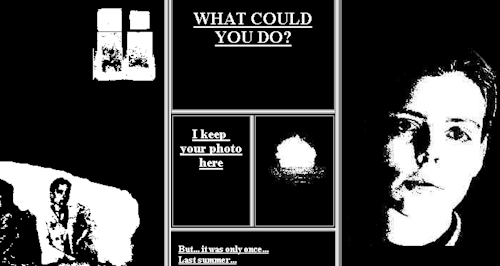 WHAT COULD
YOU DO?
I keep
your photo
here
But... it was only once...
Last summer...